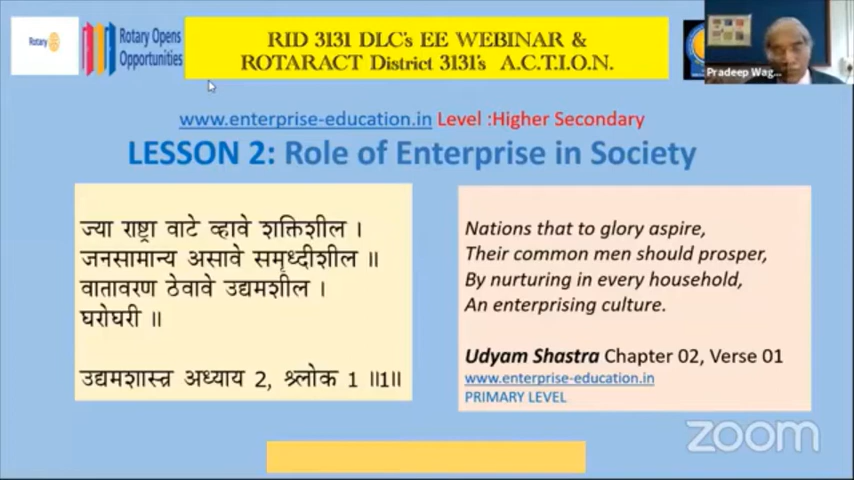 Rotary
Rotary Opens
Opportunities
RID 3131 DLC's EE WEBINAR &
ROTARACT District 3131's A.C.T.I.O.N.
Pradeep Wag...
www.enterprise-education.in Level :Higher Secondary
LESSON 2: Role of Enterprise in Society
ज्या राष्ट्रा वाटे व्हावे शक्तिशील ।
जनसामान्य असावे समृध्दीशील ॥
वातावरण ठेवावे उद्यमशील ।
घरोघरी ॥
उद्यमशास्त्र अध्याय 2, श्र्लोक 1 ॥1॥
Nations that to glory aspire,
Their common men should prosper,
By nurturing in every household,
An enterprising culture.
Udyam Shastra Chapter 02, Verse 01
www.enterprise-education.in
PRIMARY LEVEL
zoom